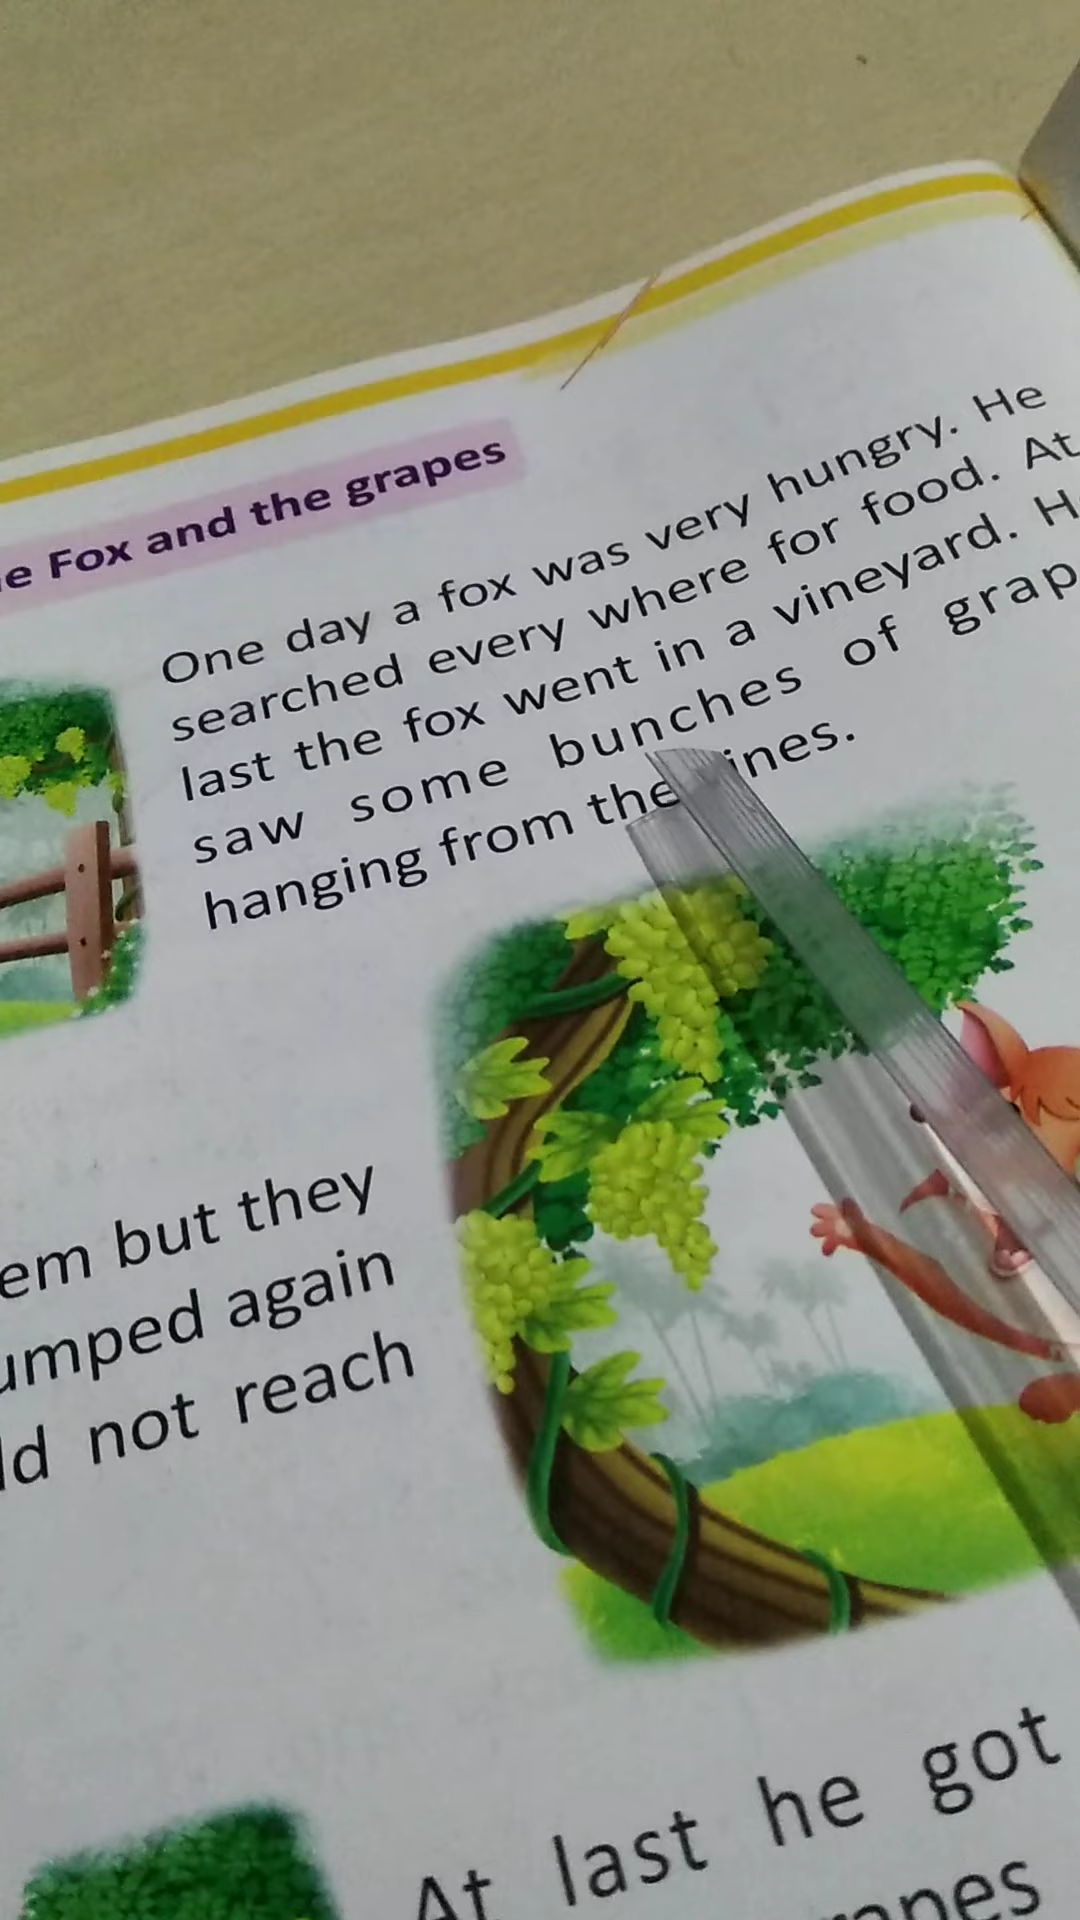 e Fox and the grapes
One day a fox was very hungry. He
searched every where for food. At
last the fox went in a vineyard. H
saw some bunches of grap
hanging from the ines.
em but they
umped again
ld not reach
At last he got